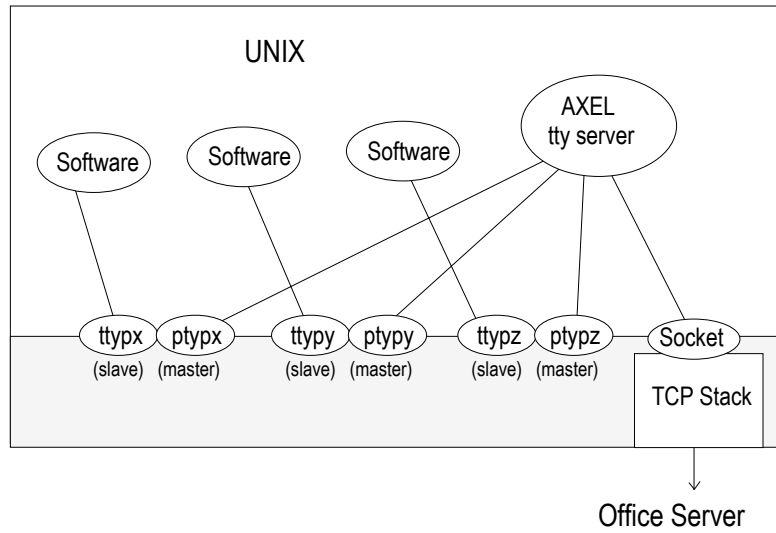 UNIX
AXEL
tty server
Software
Software
Software
ttypx
ptypx
ttypy
ptypy
ttypz
ptypz
Socket
(slave)
(master)
(slave)
(master)
(slave)
(master)
TCP Stack
Office Server